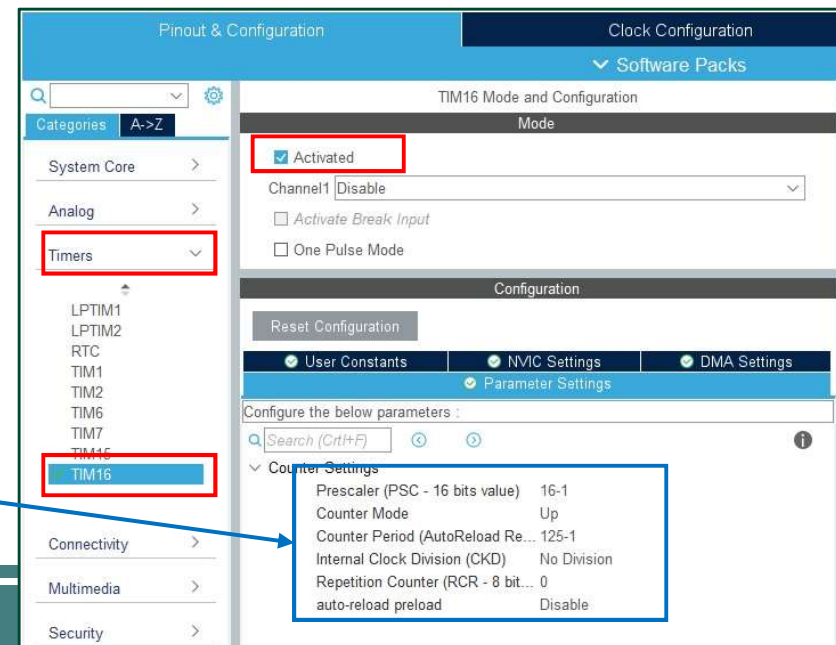 Pinout & Configuration
Clock Configuration
Software Packs
Categories A->Z
System Core
Analog
Timers
LPTIM1
LPTIM2
RTC
TIM1
TIM2
TIM6
TIM7
TIM15
TIM16
Connectivity
Multimedia
Security
TIM16 Mode and Configuration
Mode
Activated
Channel1 Disable
Activate Break Input
One Pulse Mode
Configuration
Reset Configuration
User Constants NVIC Settings DMA Settings
Parameter Settings
Configure the below parameters :
Search (Crtl+F)
Counter Settings
Prescaler (PSC - 16 bits value) 16-1
Counter Mode Up
Counter Period (AutoReload Re... 125-1
Internal Clock Division (CKD) No Division
Repetition Counter (RCR - 8 bit... 0
auto-reload preload Disable